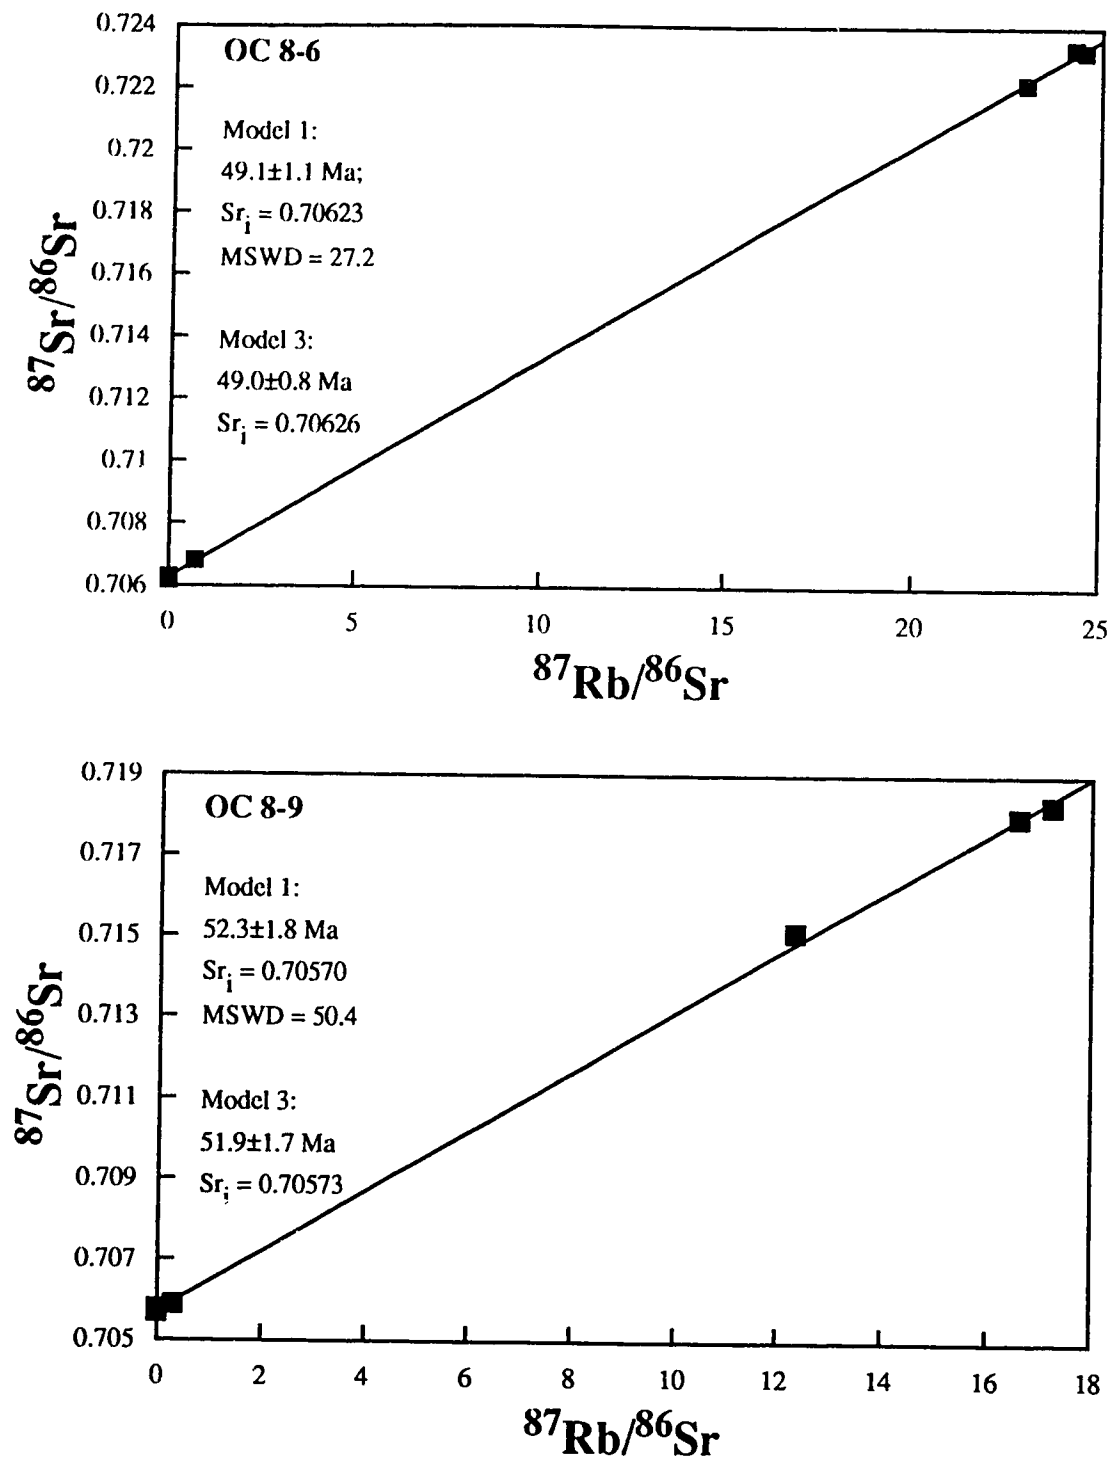 0.724
0.722
0.72
0.718
0.716
0.714
0.712
0.71
0.708
0.706
⁸⁷Sr/⁸⁶Sr
OC 8-6
Model 1:
49.1±1.1 Ma;
Srᵢ = 0.70623
MSWD = 27.2
Model 3:
49.0±0.8 Ma
Srᵢ = 0.70626
0 5 10 15 20 25
⁸⁷Rb/⁸⁶Sr
0.719
0.717
0.715
0.713
0.711
0.709
0.707
0.705
⁸⁷Sr/⁸⁶Sr
OC 8-9
Model 1:
52.3±1.8 Ma
Srᵢ = 0.70570
MSWD = 50.4
Model 3:
51.9±1.7 Ma
Srᵢ = 0.70573
0 2 4 6 8 10 12 14 16 18
⁸⁷Rb/⁸⁶Sr